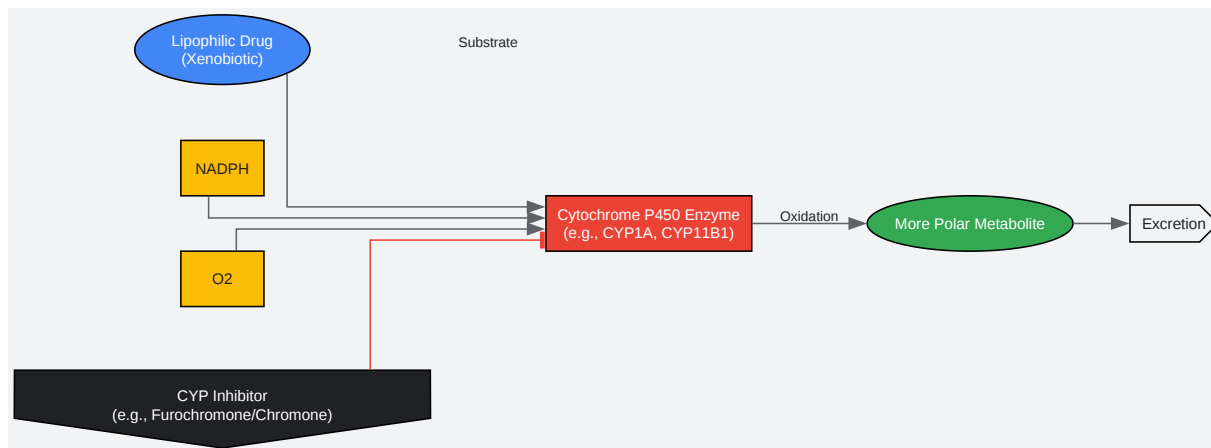 Lipophilic Drug
(Xenobiotic)
Substrate
NADPH
O2
Cytochrome P450 Enzyme
(e.g., CYP1A, CYP11B1)
Oxidation
More Polar Metabolite
Excretion
CYP Inhibitor
(e.g., Furochromone/Chromone)